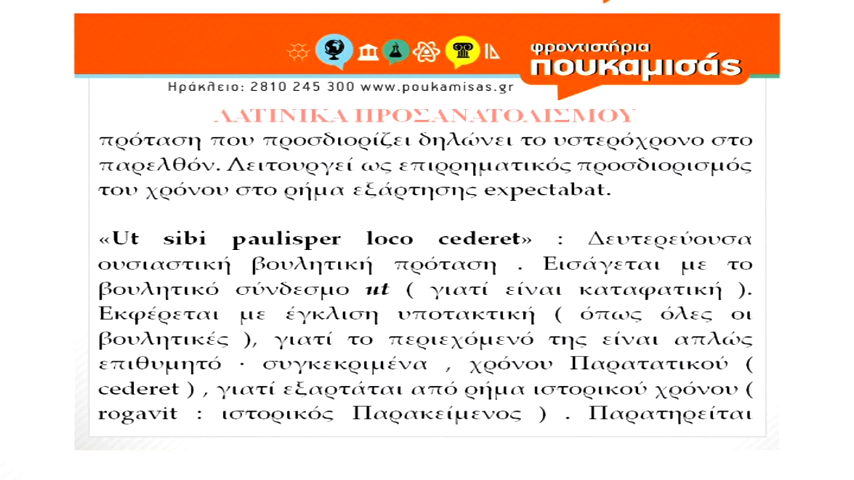 φροντιστήρια
πουκαμισάς
Ηράκλειο: 2810 245 300 www.poukamisas.gr
ΛΑΤΙΝΙΚΑ ΠΡΟΣΑΝΑΤΟΛΙΣΜΟΥ
πρόταση που προσδιορίζει δηλώνει το υστερόχρονο στο
παρελθόν. Λειτουργεί ως επιρρηματικός προσδιορισμός
του χρόνου στο ρήμα εξάρτησης expectabat.
«Ut sibi paulisper loco cederet» : Δευτερεύουσα
ουσιαστική βουλητική πρόταση . Εισάγεται με το
βουλητικό σύνδεσμο ut ( γιατί είναι καταφατική ).
Εκφέρεται με έγκλιση υποτακτική ( όπως όλες οι
βουλητικές ), γιατί το περιεχόμενό της είναι απλώς
επιθυμητό · συγκεκριμένα , χρόνου Παρατατικού (
cederet ) , γιατί εξαρτάται από ρήμα ιστορικού χρόνου (
rogavit : ιστορικός Παρακείμενος ) . Παρατηρείται